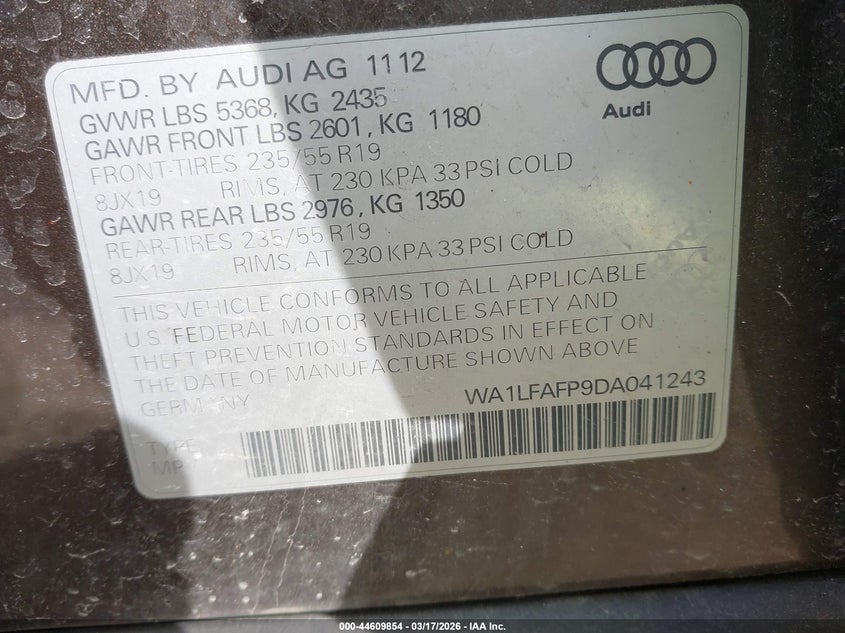 MFD. BY AUDI AG 11 12
GVWR LBS 5368, KG 2435
GAWR FRONT LBS 2601, KG 1180
FRONT-TIRES 235/55 R19
8JX19 RIMS, AT 230 KPA 33 PSI COLD
GAWR REAR LBS 2976, KG 1350
REAR-TIRES 235/55 R19
8JX19 RIMS, AT 230 KPA 33 PSI COLD
Audi
THIS VEHICLE CONFORMS TO ALL APPLICABLE
U.S. FEDERAL MOTOR VEHICLE SAFETY AND
THEFT PREVENTION STANDARDS IN EFFECT ON
THE DATE OF MANUFACTURE SHOWN ABOVE
GERMANY WA1LFAFP9DA041243
TYPE
MP
000-44609854 - 03/17/2026 - IAA Inc.